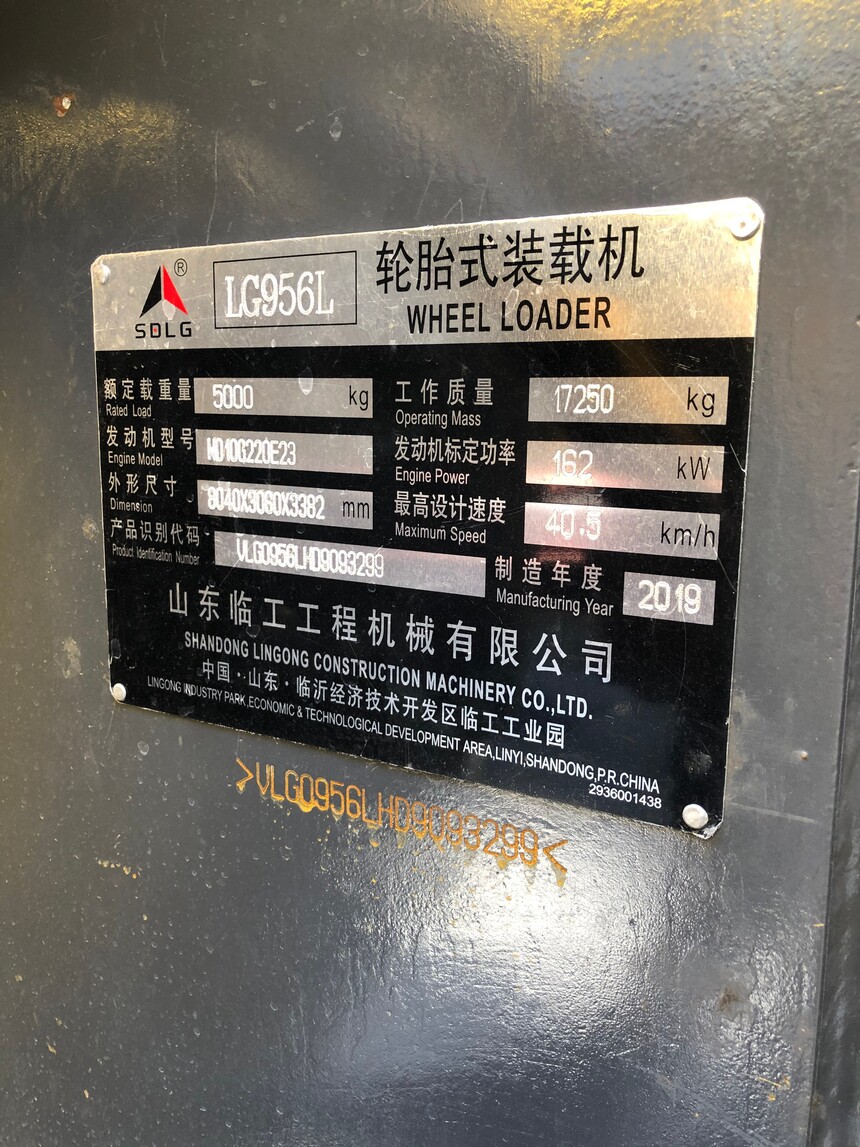 SDLG ®
LG956L
轮胎式装载机
WHEEL LOADER
额定载重量 5000 kg
Rated Load
工作质量 17250 kg
Operating Mass
发动机型号 WD10G220E23
Engine Model
发动机标定功率 162 kW
Engine Power
外形尺寸 8040X3060X3382 mm
Dimension
最高设计速度 40.5 km/h
Maximum Speed
产品识别代码 VLG0956LHD9093299
Product Identification Number
制造年度 2019
Manufacturing Year
山东临工工程机械有限公司
SHANDONG LINGONG CONSTRUCTION MACHINERY CO.,LTD.
中国·山东·临沂经济技术开发区临工工业园
LINGONG INDUSTRY PARK,ECONOMIC & TECHNOLOGICAL DEVELOPMENT AREA,LINYI,SHANDONG,P.R.CHINA
2936001438
>VLG0956LHD9093299<